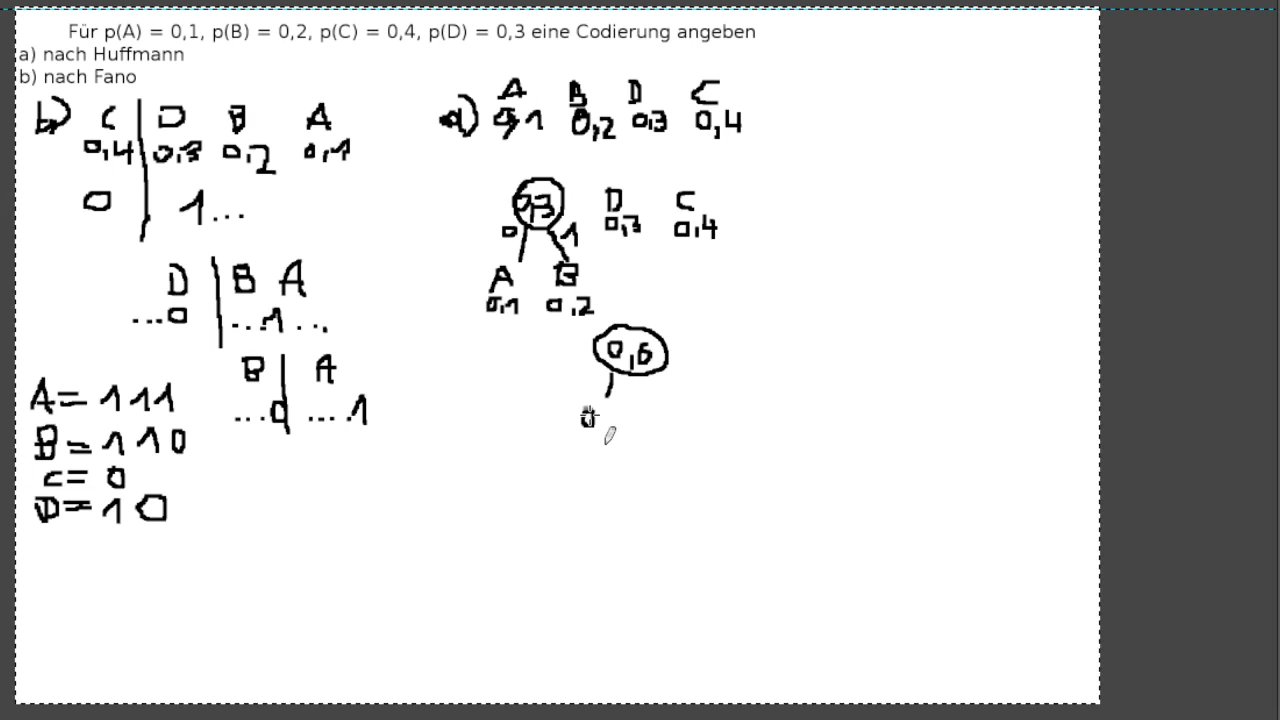 Für p(A) = 0,1, p(B) = 0,2, p(C) = 0,4, p(D) = 0,3 eine Codierung angeben
a) nach Huffmann
b) nach Fano
b) C D B A
0,4 0,3 0,2 0,1
0 1...
D B A
...0 ...1...
B A
...0 ...1
A = 111
B = 110
C = 0
D = 10
a) A B D C
0,1 0,2 0,3 0,4
0,3 D C
0,3 0,4
0 1
A B
0,1 0,2
0,6